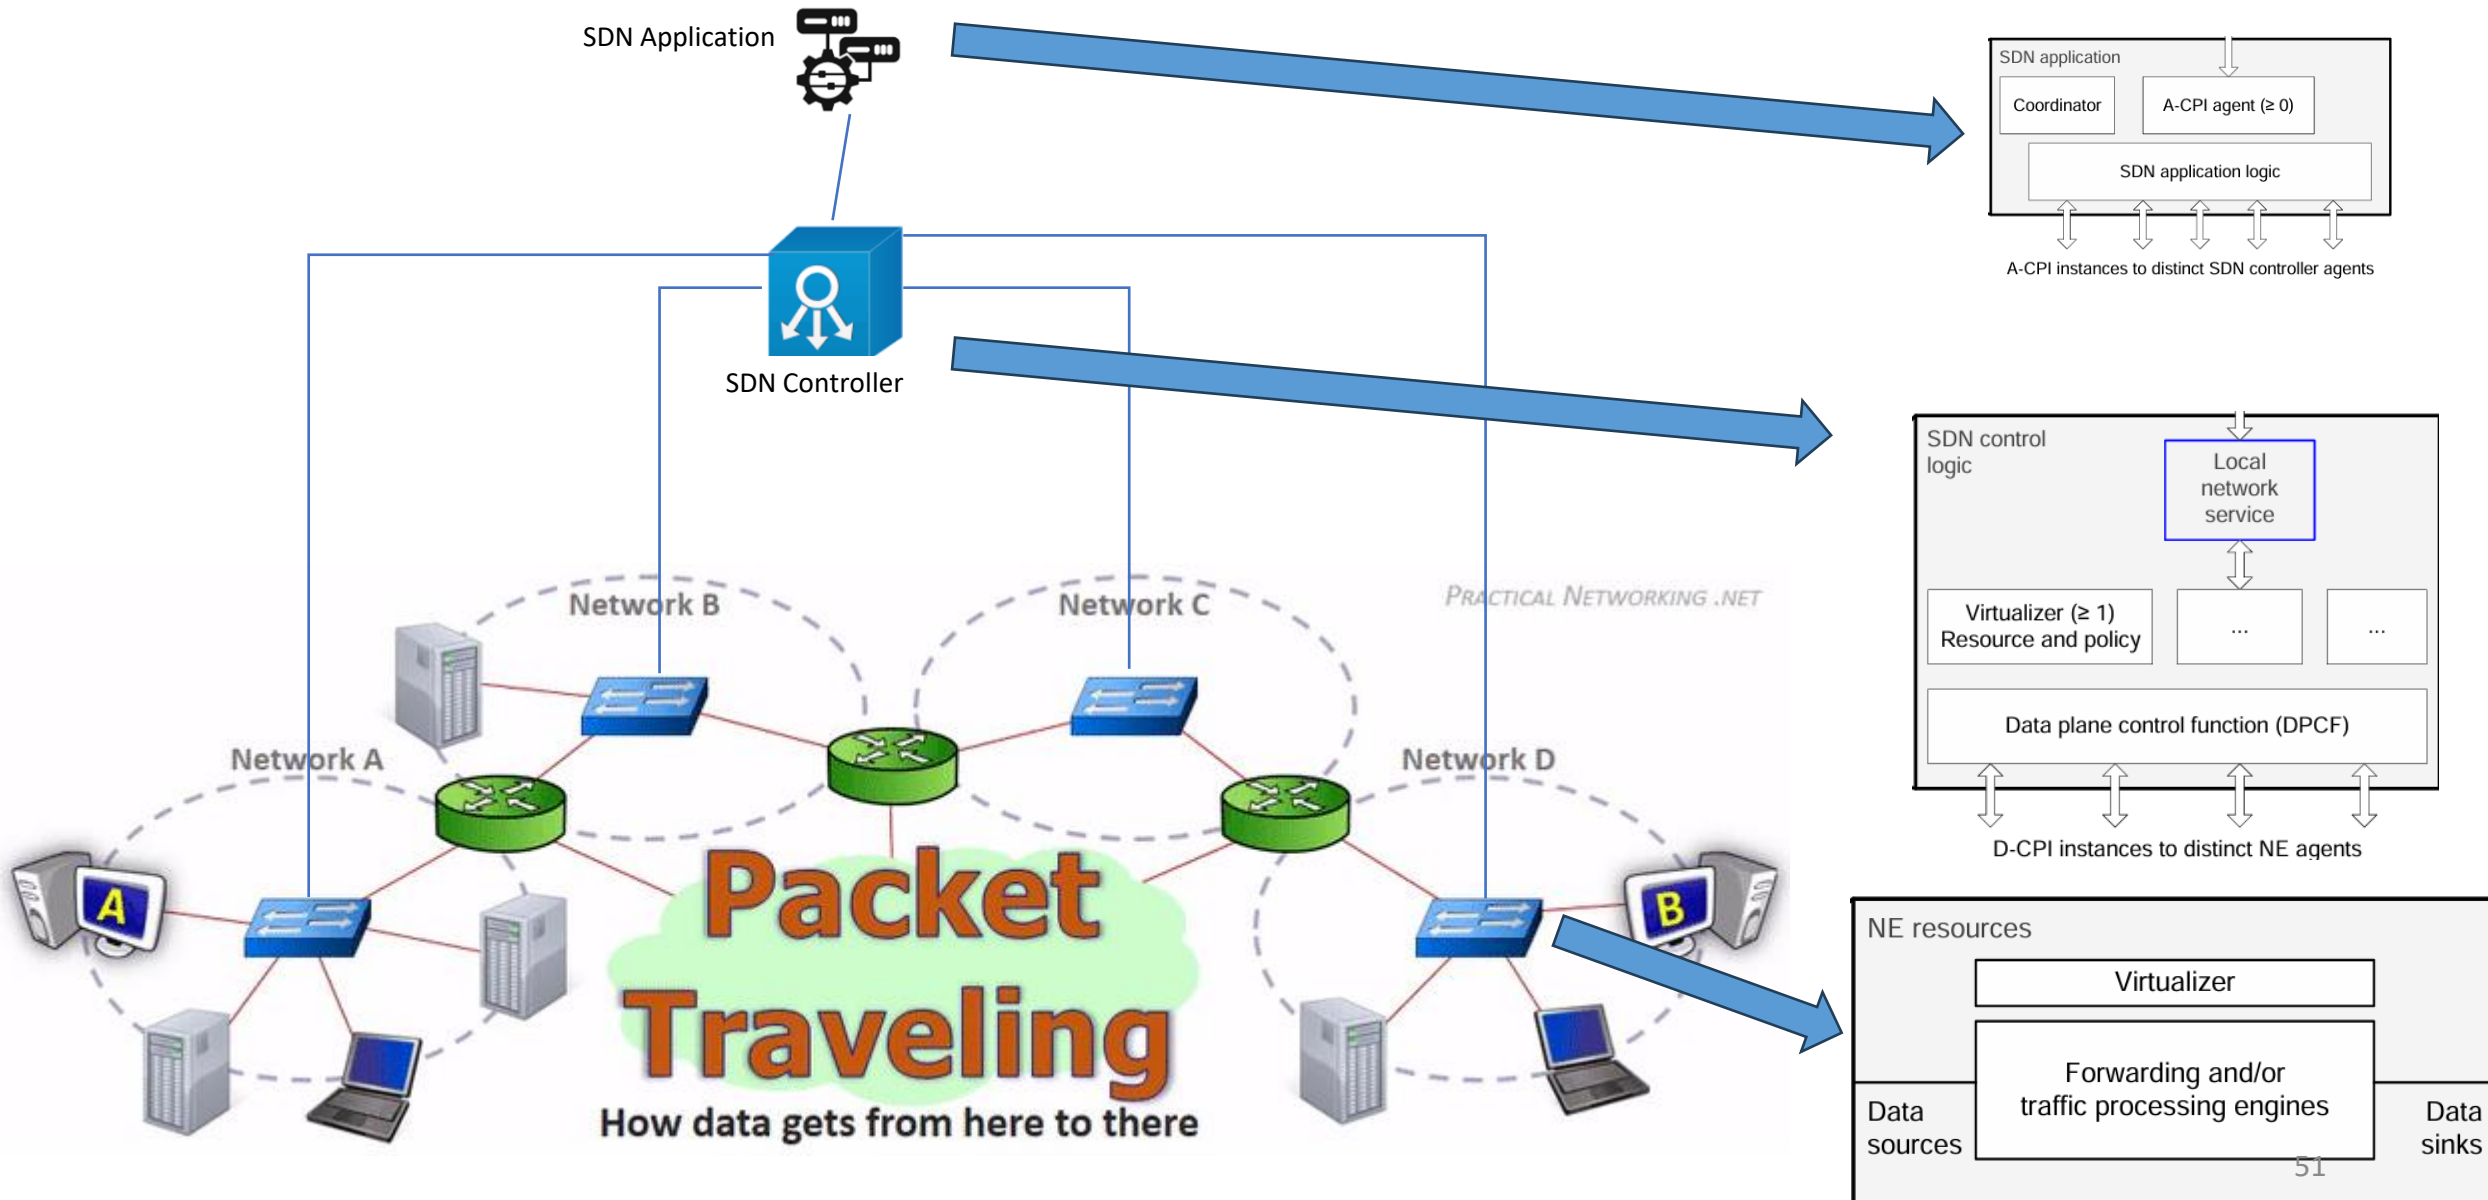 SDN Application
SDN Controller
Network B
Network C
PRACTICAL NETWORKING .NET
Network A
Network D
A
B
Packet
Traveling
How data gets from here to there
SDN application
Coordinator
A-CPI agent (≥ 0)
SDN application logic
A-CPI instances to distinct SDN controller agents
SDN control
logic
Local
network
service
Virtualizer (≥ 1)
Resource and policy
...
...
Data plane control function (DPCF)
D-CPI instances to distinct NE agents
NE resources
Virtualizer
Forwarding and/or
traffic processing engines
Data
sources
Data
sinks
51